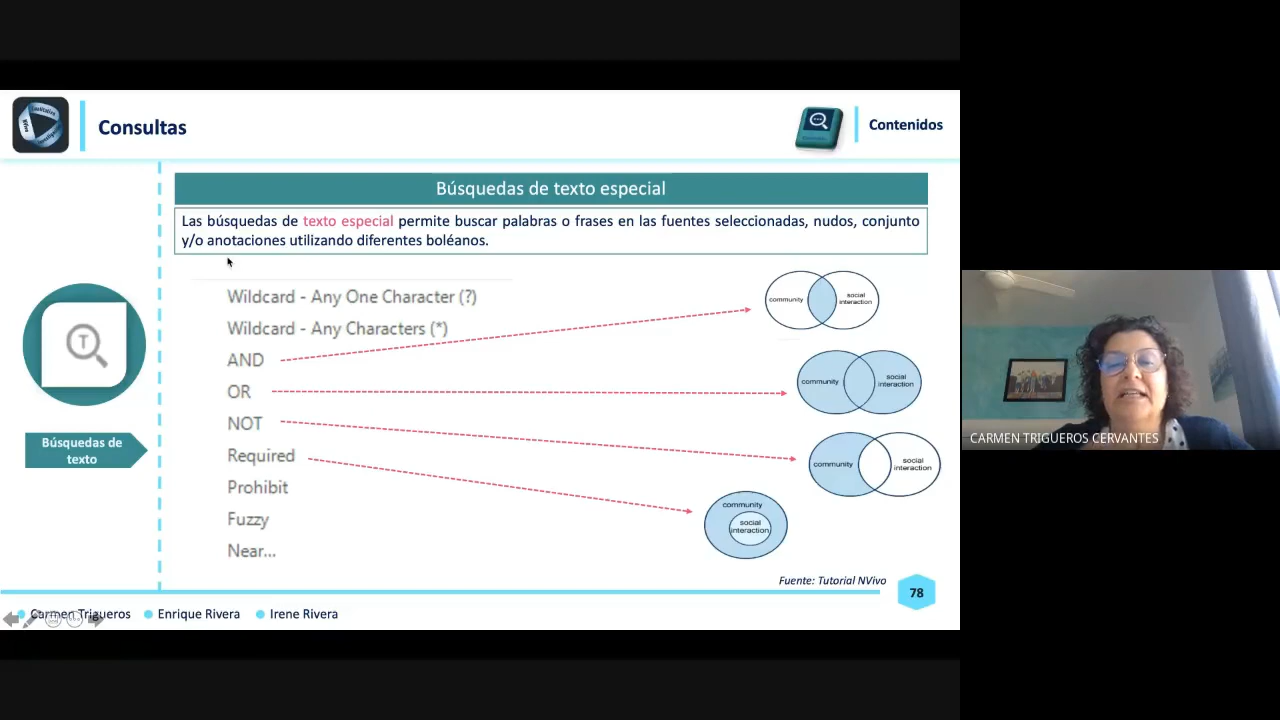 Consultas
Contenidos
Búsquedas de texto especial
Las búsquedas de texto especial permite buscar palabras o frases en las fuentes seleccionadas, nudos, conjunto
y/o anotaciones utilizando diferentes boléanos.
Wildcard - Any One Character (?)
Wildcard - Any Characters (*)
AND
OR
NOT
Required
Prohibit
Fuzzy
Near...
community
social
interaction
community
social
interaction
community
social
interaction
community
social
interaction
T
Búsquedas de
texto
Fuente: Tutorial NVivo
78
Carmen Trigueros
Enrique Rivera
Irene Rivera
CARMEN TRIGUEROS CERVANTES